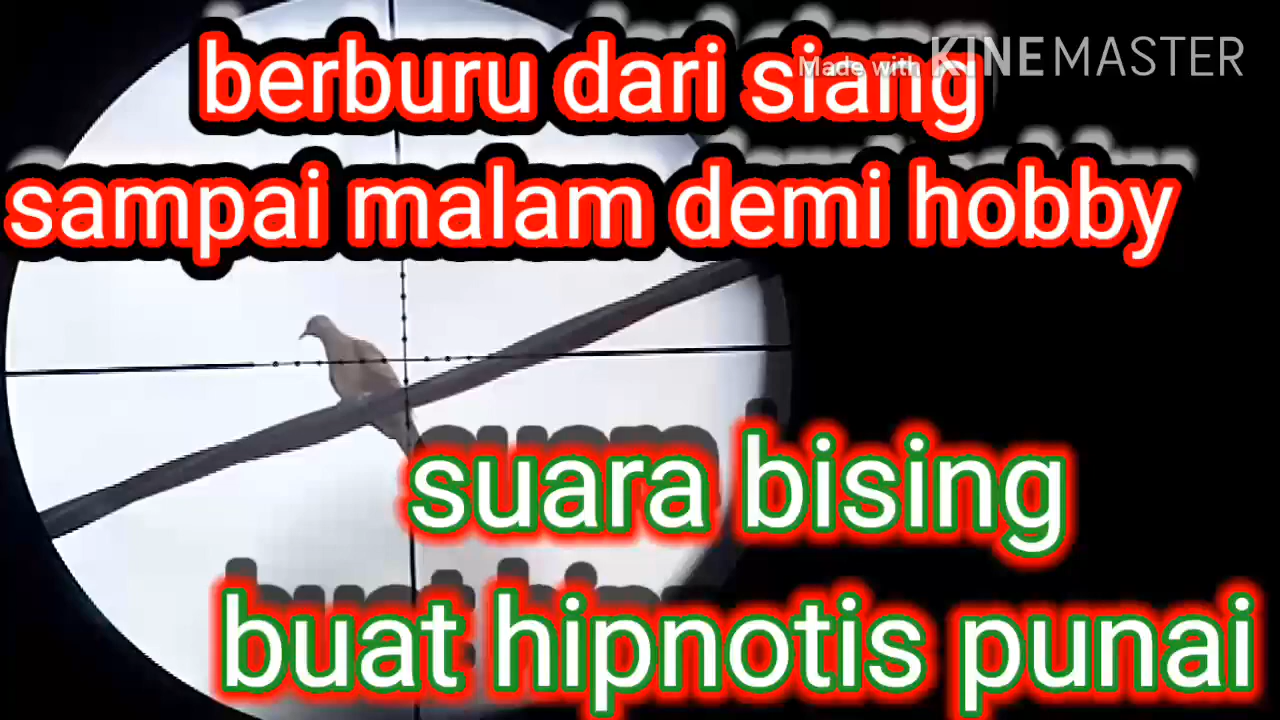 berburu dari siang
Made with KINEMASTER
sampai malam demi hobby
suara bising
buat hipnotis punai